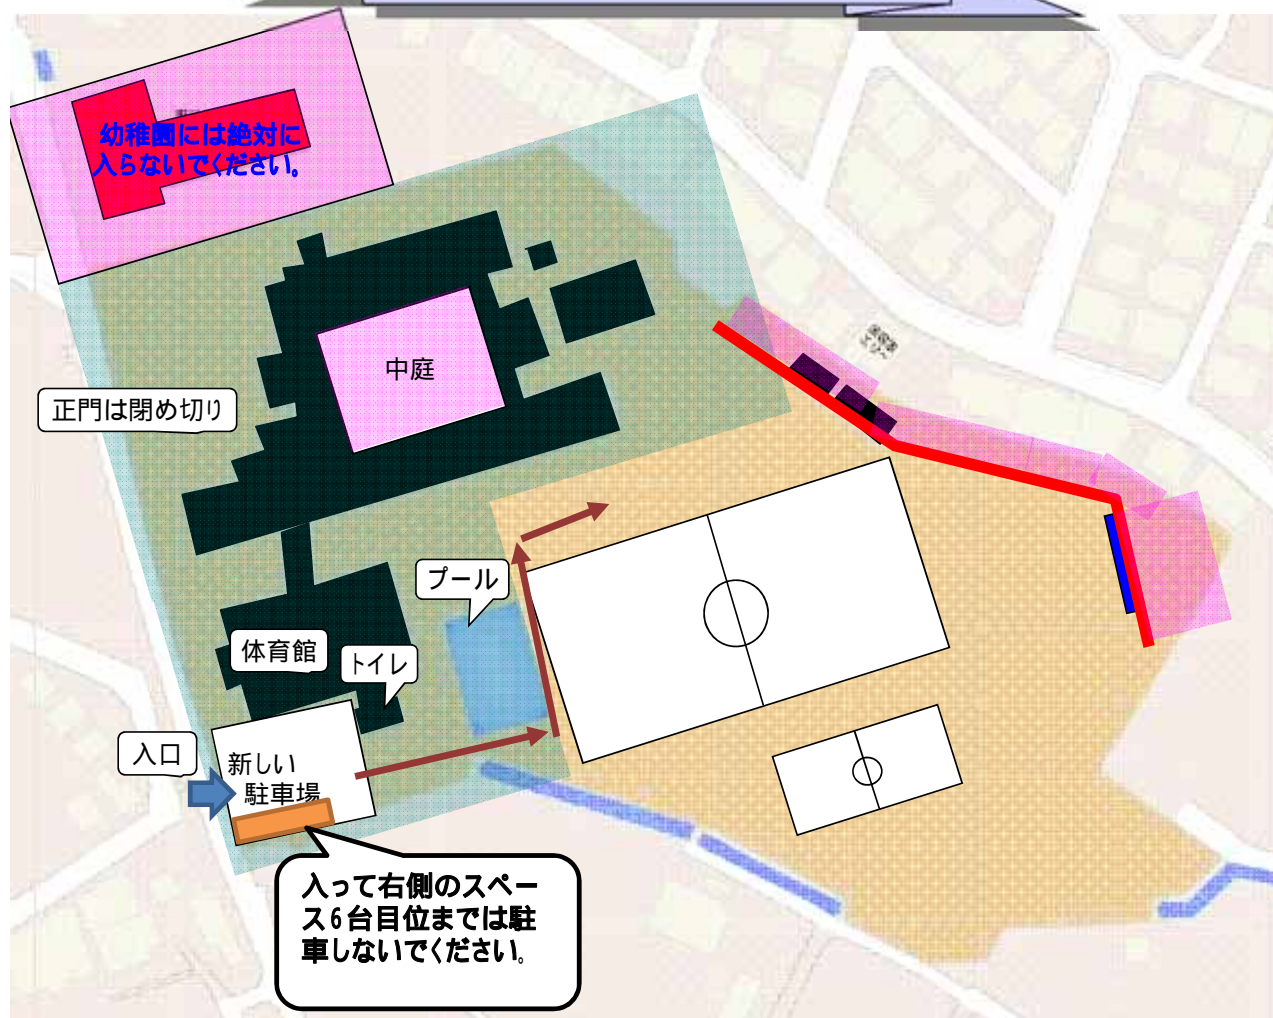 幼稚園には絶対に
入らないでください。
中庭
正門は閉め切り
プール
体育館
トイレ
入口
新しい
駐車場
入って右側のスペー
ス6台目位までは駐
車しないでください。